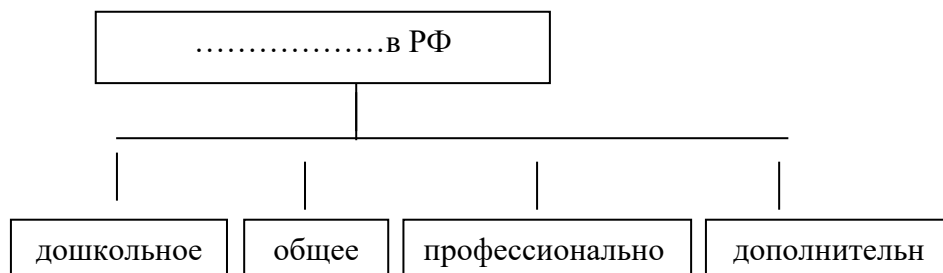 ………………в РФ
дошкольное общее профессионально дополнительн